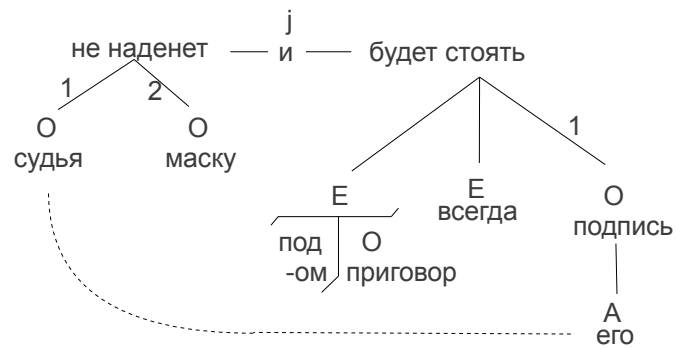 j
не наденет и будет стоять
1 2 1
О О
судья маску
Е Е О
всегда подпись
под О
-ом приговор
А
его